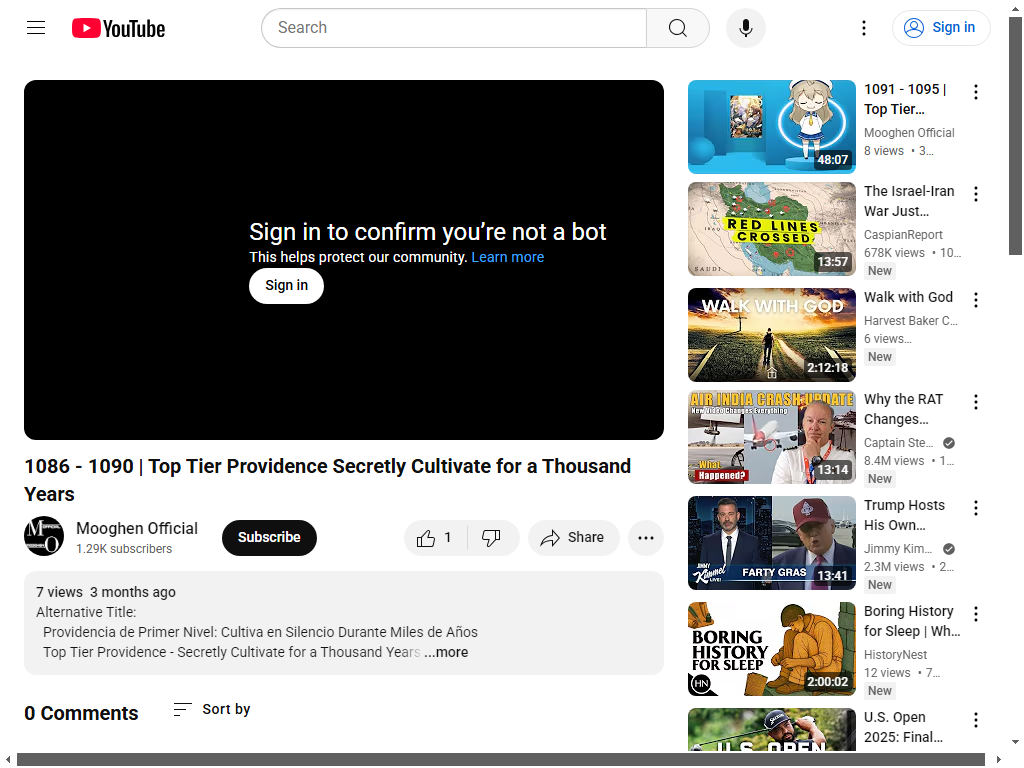 YouTube
Search
Sign in
Sign in to confirm you're not a bot
This helps protect our community. Learn more
Sign in
1086 - 1090 | Top Tier Providence Secretly Cultivate for a Thousand
Years
Mooghen Official
1.29K subscribers
Subscribe
1
Share
7 views 3 months ago
Alternative Title:
Providencia de Primer Nivel: Cultiva en Silencio Durante Miles de Años
Top Tier Providence - Secretly Cultivate for a Thousand Years ...more
0 Comments
Sort by
48:07
1091 - 1095 |
Top Tier...
Mooghen Official
8 views • 3...
IRAQ
SAUDI
RED LINES
CROSSED
13:57
The Israel-Iran
War Just...
CaspianReport
678K views • 10...
New
WALK WITH GOD
2:12:18
Walk with God
Harvest Baker C...
6 views...
New
AIR INDIA CRASH UPDATE
New Video Changes Everything
What
Happened?
13:14
Why the RAT
Changes...
Captain Ste...
8.4M views • 1...
New
JIMMY
Kimmel
LIVE!
FARTY GRAS
13:41
Trump Hosts
His Own...
Jimmy Kim...
2.3M views • 2...
New
BORING
HISTORY
FOR SLEEP
HN
2:00:02
Boring History
for Sleep | Wh...
HistoryNest
12 views • 7...
New
U.S. OPEN
U.S. Open
2025: Final...